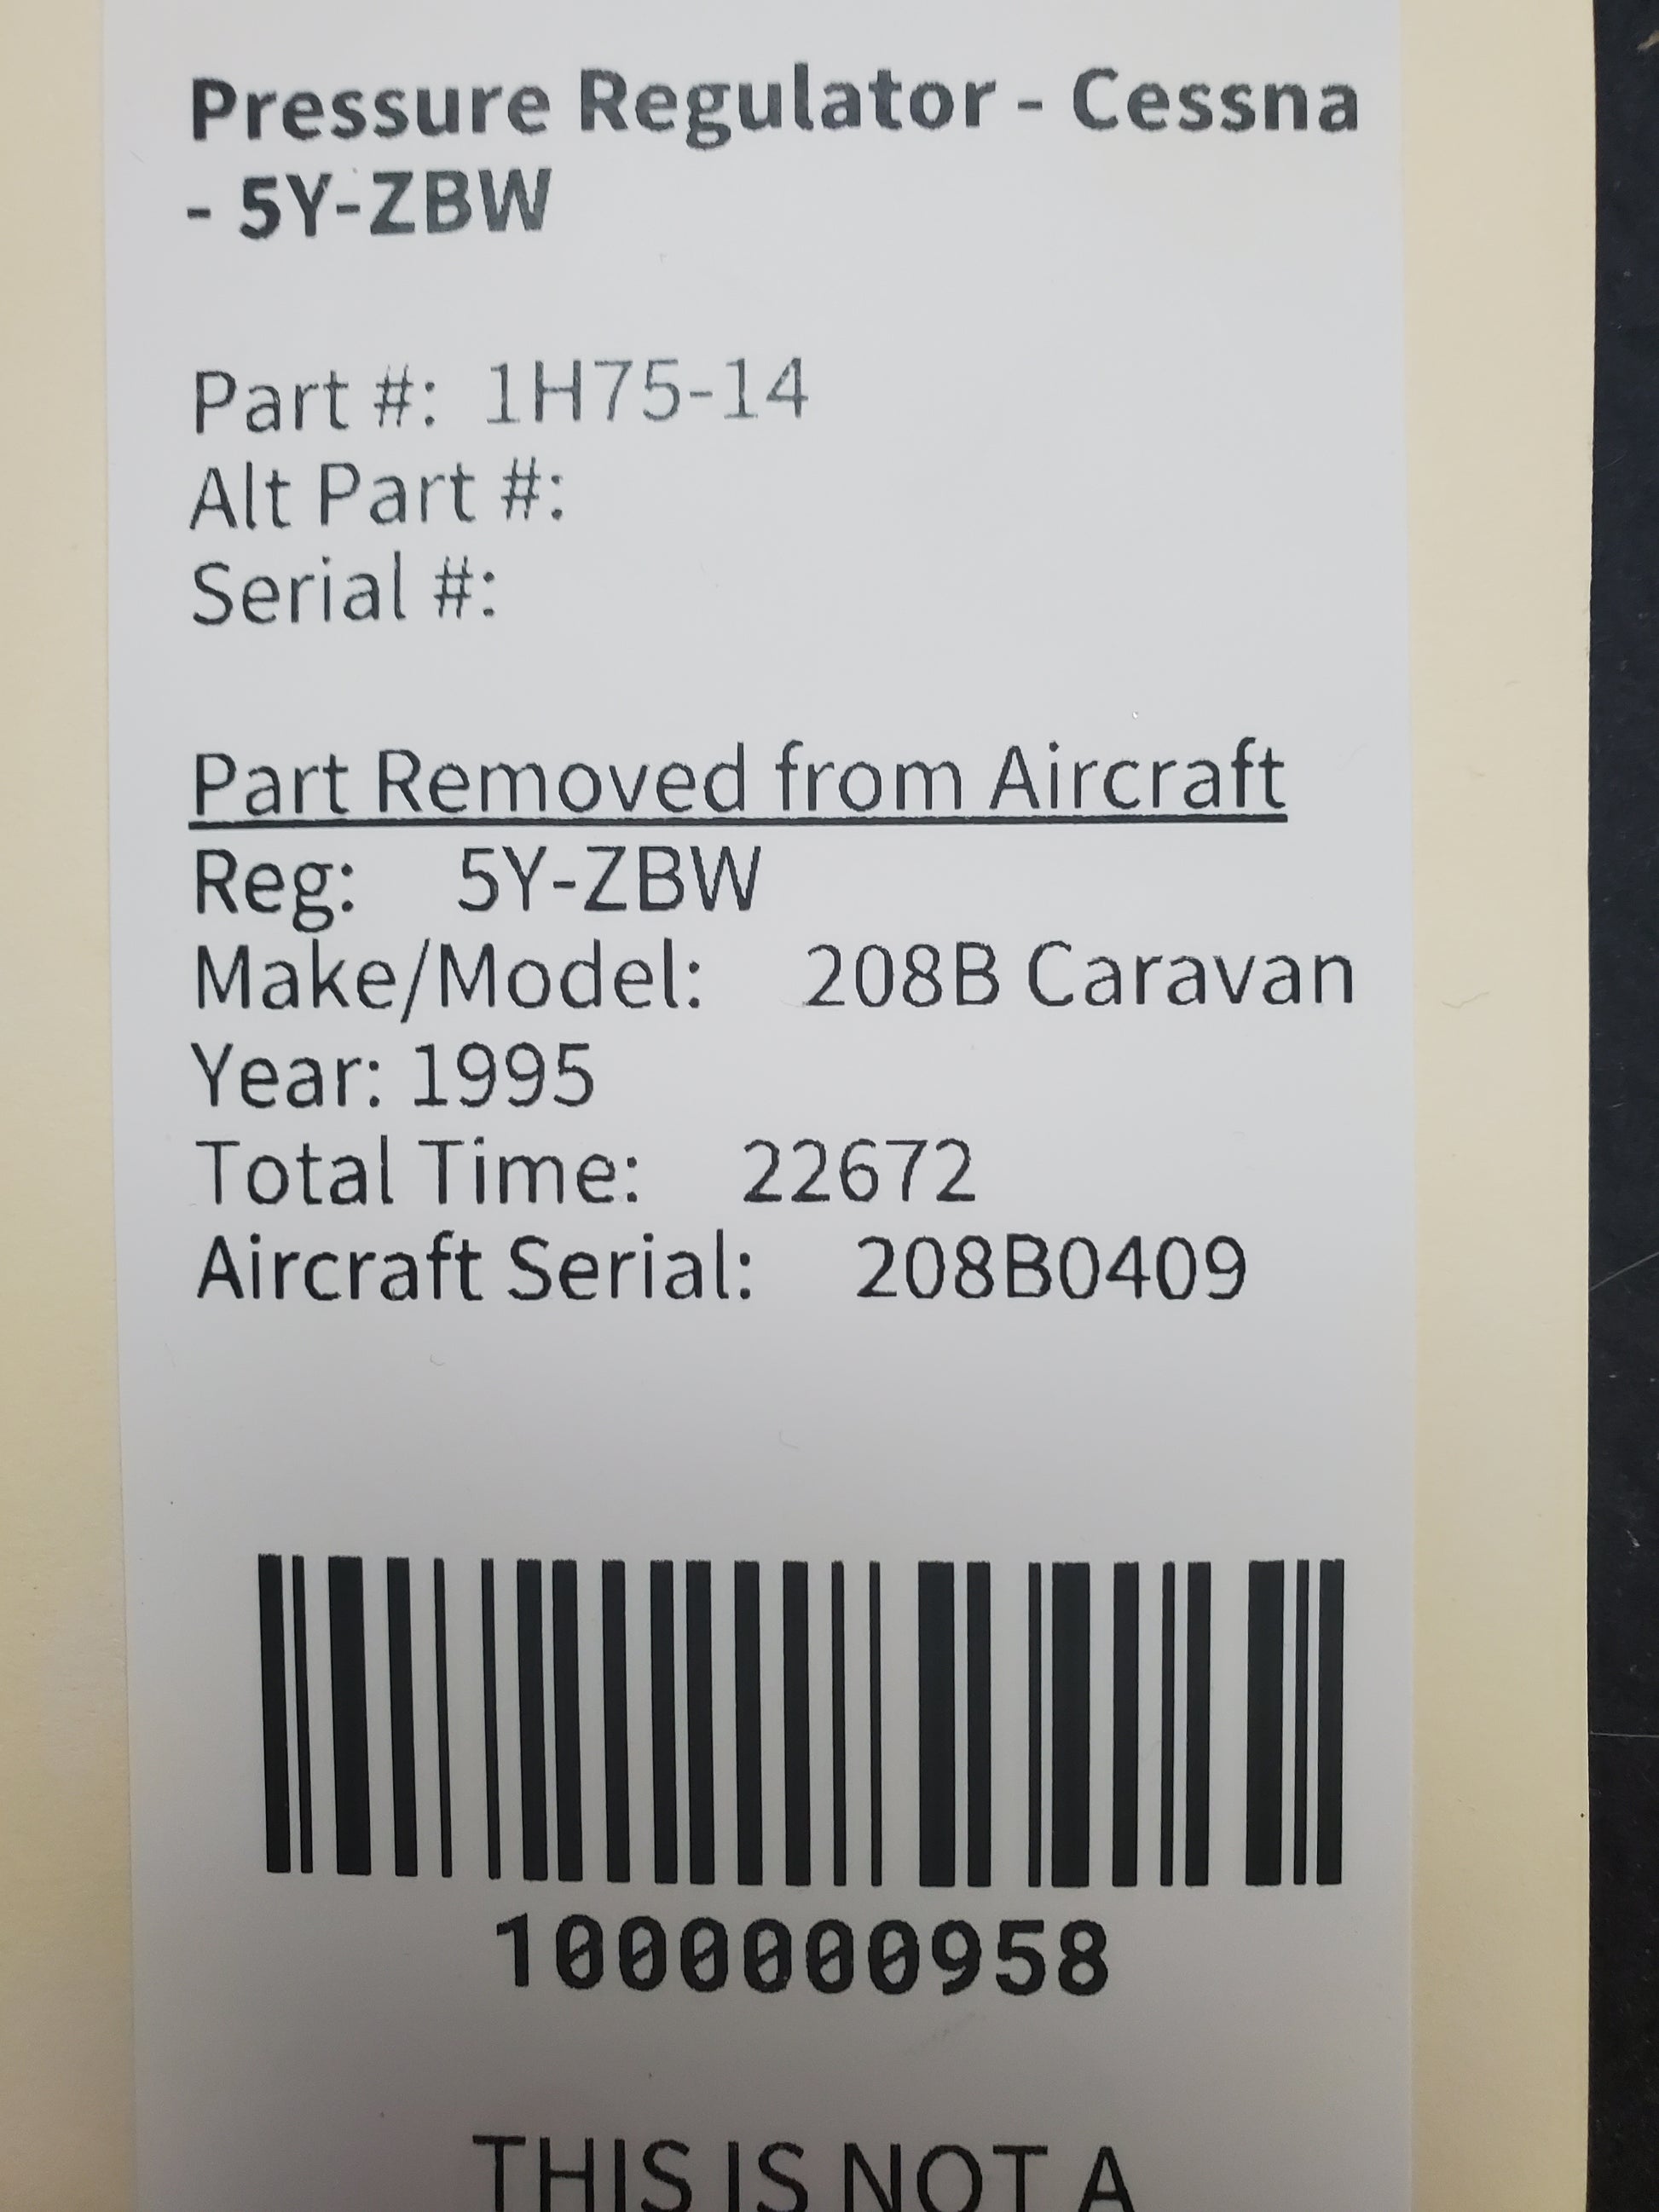 Pressure Regulator - Cessna
- 5Y-ZBW
Part #: 1H75-14
Alt Part #:
Serial #:
Part Removed from Aircraft
Reg: 5Y-ZBW
Make/Model: 208B Caravan
Year: 1995
Total Time: 22672
Aircraft Serial: 208B0409
1000000958
THIS IS NOT A